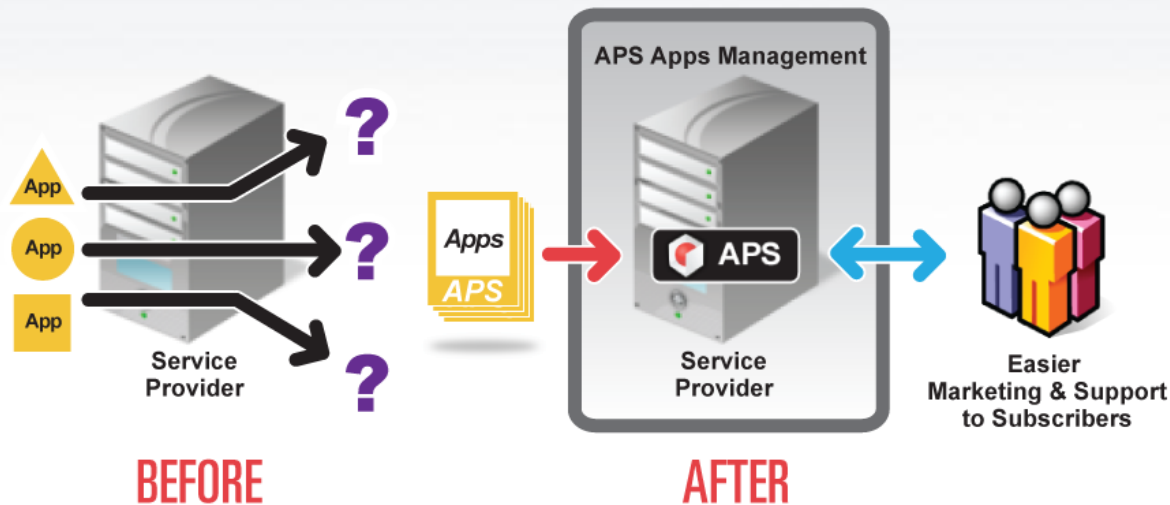 App
?
App
?
App
?
Service
Provider
BEFORE
Apps
APS
APS Apps Management
APS
Service
Provider
AFTER
Easier
Marketing & Support
to Subscribers